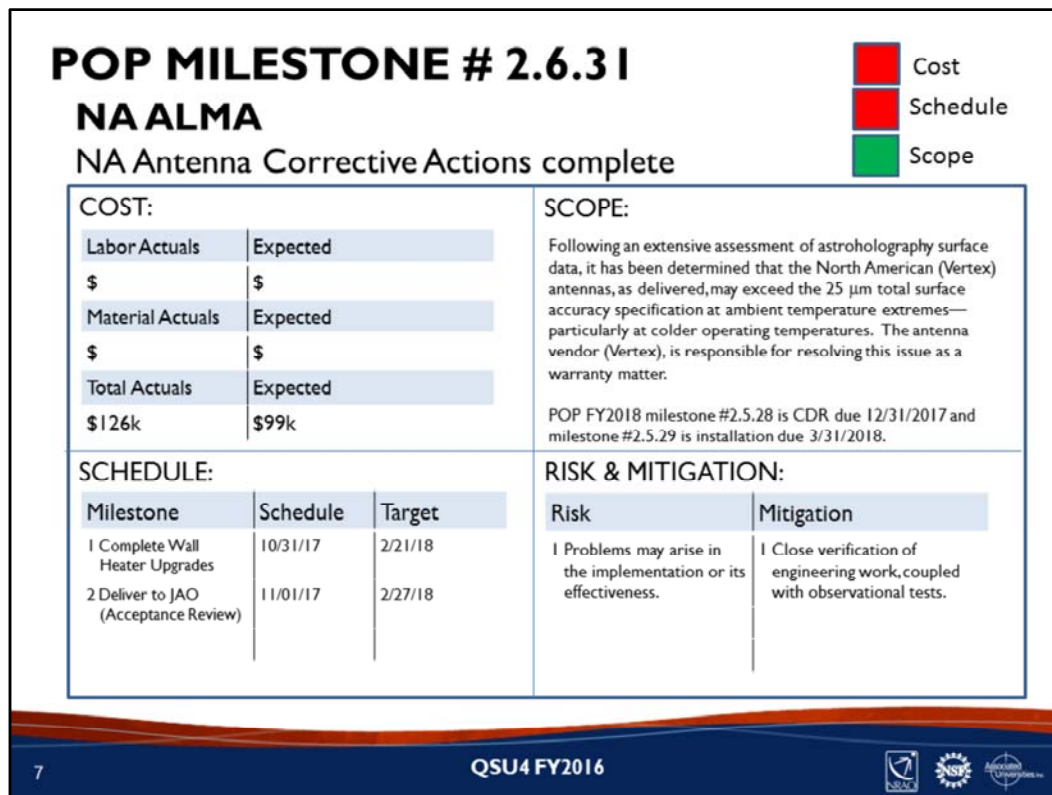 POP MILESTONE # 2.6.31
NA ALMA
NA Antenna Corrective Actions complete
Cost
Schedule
Scope
COST:
Labor Actuals Expected
$ $
Material Actuals Expected
$ $
Total Actuals Expected
$126k $99k
SCOPE:
Following an extensive assessment of astroholography surface
data, it has been determined that the North American (Vertex)
antennas, as delivered, may exceed the 25 μm total surface
accuracy specification at ambient temperature extremes—
particularly at colder operating temperatures. The antenna
vendor (Vertex), is responsible for resolving this issue as a
warranty matter.
POP FY2018 milestone #2.5.28 is CDR due 12/31/2017 and
milestone #2.5.29 is installation due 3/31/2018.
SCHEDULE:
Milestone Schedule Target
1 Complete Wall 10/31/17 2/21/18
Heater Upgrades
2 Deliver to JAO 11/01/17 2/27/18
(Acceptance Review)
RISK & MITIGATION:
Risk Mitigation
1 Problems may arise in 1 Close verification of
the implementation or its engineering work, coupled
effectiveness. with observational tests.
7
QSU4 FY2016
NRAO
NSF
Associated
Universities Inc